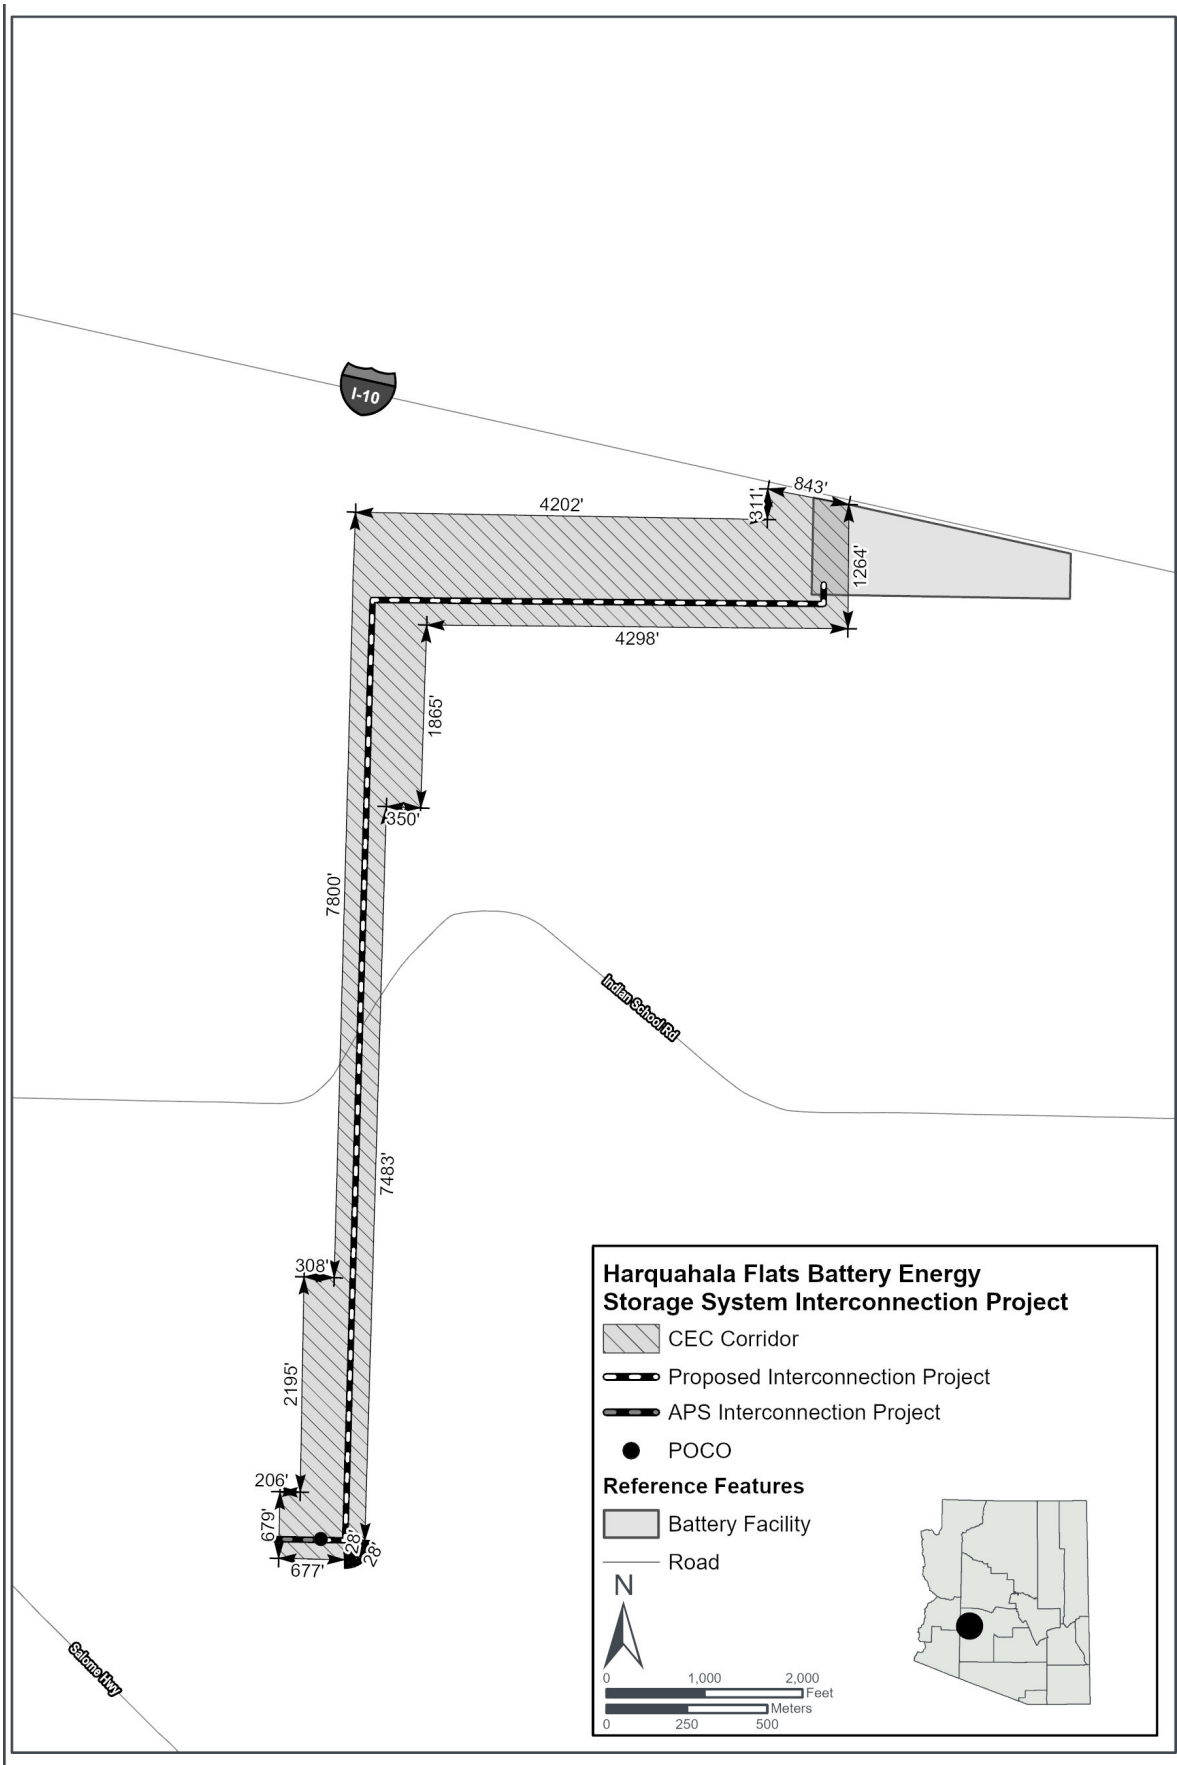 I-10
843'
311'
4202'
1264'
4298'
1865'
350'
7800'
Indian School Rd
7483'
308'
2195'
206'
679'
28'
28'
677'
Salome Hwy
Harquahala Flats Battery Energy
Storage System Interconnection Project
CEC Corridor
Proposed Interconnection Project
APS Interconnection Project
POCO
Reference Features
Battery Facility
Road
N
0 1,000 2,000
Feet
Meters
0 250 500